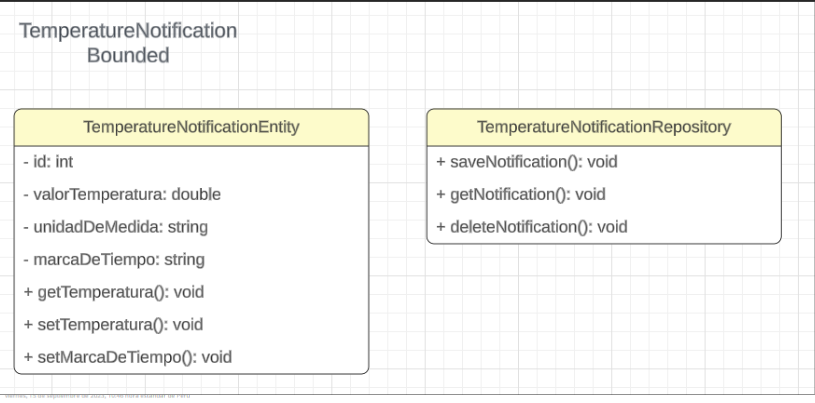 TemperatureNotification
Bounded
TemperatureNotificationEntity
- id: int
- valorTemperatura: double
- unidadDeMedida: string
- marcaDeTiempo: string
+ getTemperatura(): void
+ setTemperatura(): void
+ setMarcaDeTiempo(): void
TemperatureNotificationRepository
+ saveNotification(): void
+ getNotification(): void
+ deleteNotification(): void